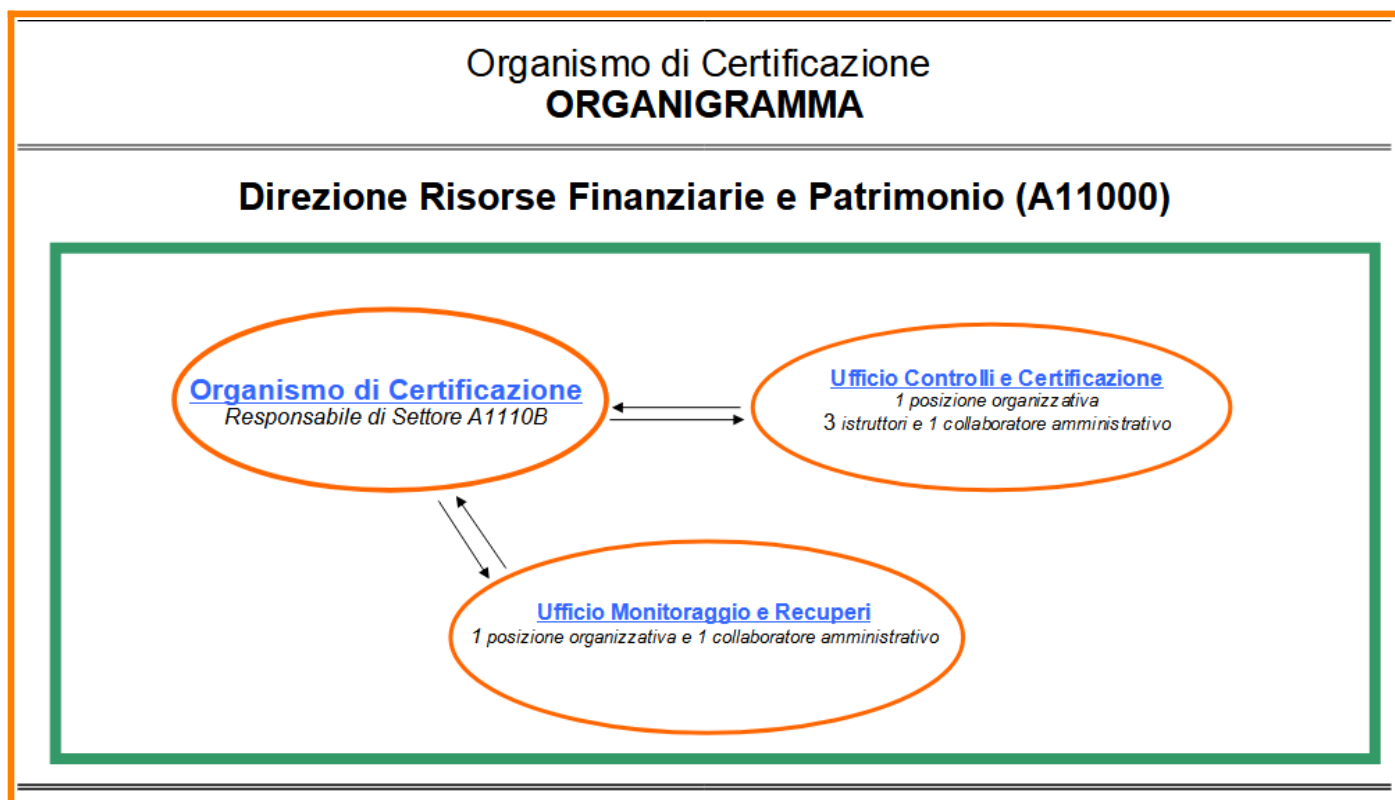 Organismo di Certificazione
ORGANIGRAMMA
Direzione Risorse Finanziarie e Patrimonio (A11000)
Organismo di Certificazione
Responsabile di Settore A1110B
Ufficio Controlli e Certificazione
1 posizione organizzativa
3 istruttori e 1 collaboratore amministrativo
Ufficio Monitoraggio e Recuperi
1 posizione organizzativa e 1 collaboratore amministrativo